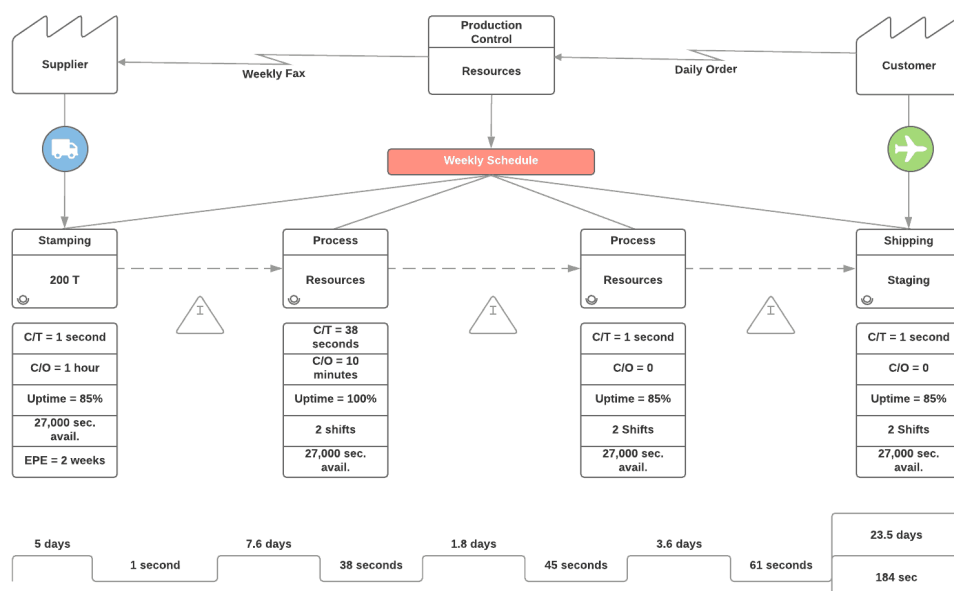 Production
Control
Supplier
Resources
Customer
Weekly Fax
Daily Order
Weekly Schedule
Stamping
Process
Process
Shipping
200 T
Resources
Resources
Staging
I
I
I
C/T = 1 second
C/T = 38
seconds
C/T = 1 second
C/T = 1 second
C/O = 1 hour
C/O = 10
minutes
C/O = 0
C/O = 0
Uptime = 85%
Uptime = 100%
Uptime = 85%
Uptime = 85%
27,000 sec.
avail.
2 shifts
2 Shifts
2 Shifts
EPE = 2 weeks
27,000 sec.
avail.
27,000 sec.
avail.
27,000 sec.
avail.
5 days
7.6 days
1.8 days
3.6 days
23.5 days
1 second
38 seconds
45 seconds
61 seconds
184 sec